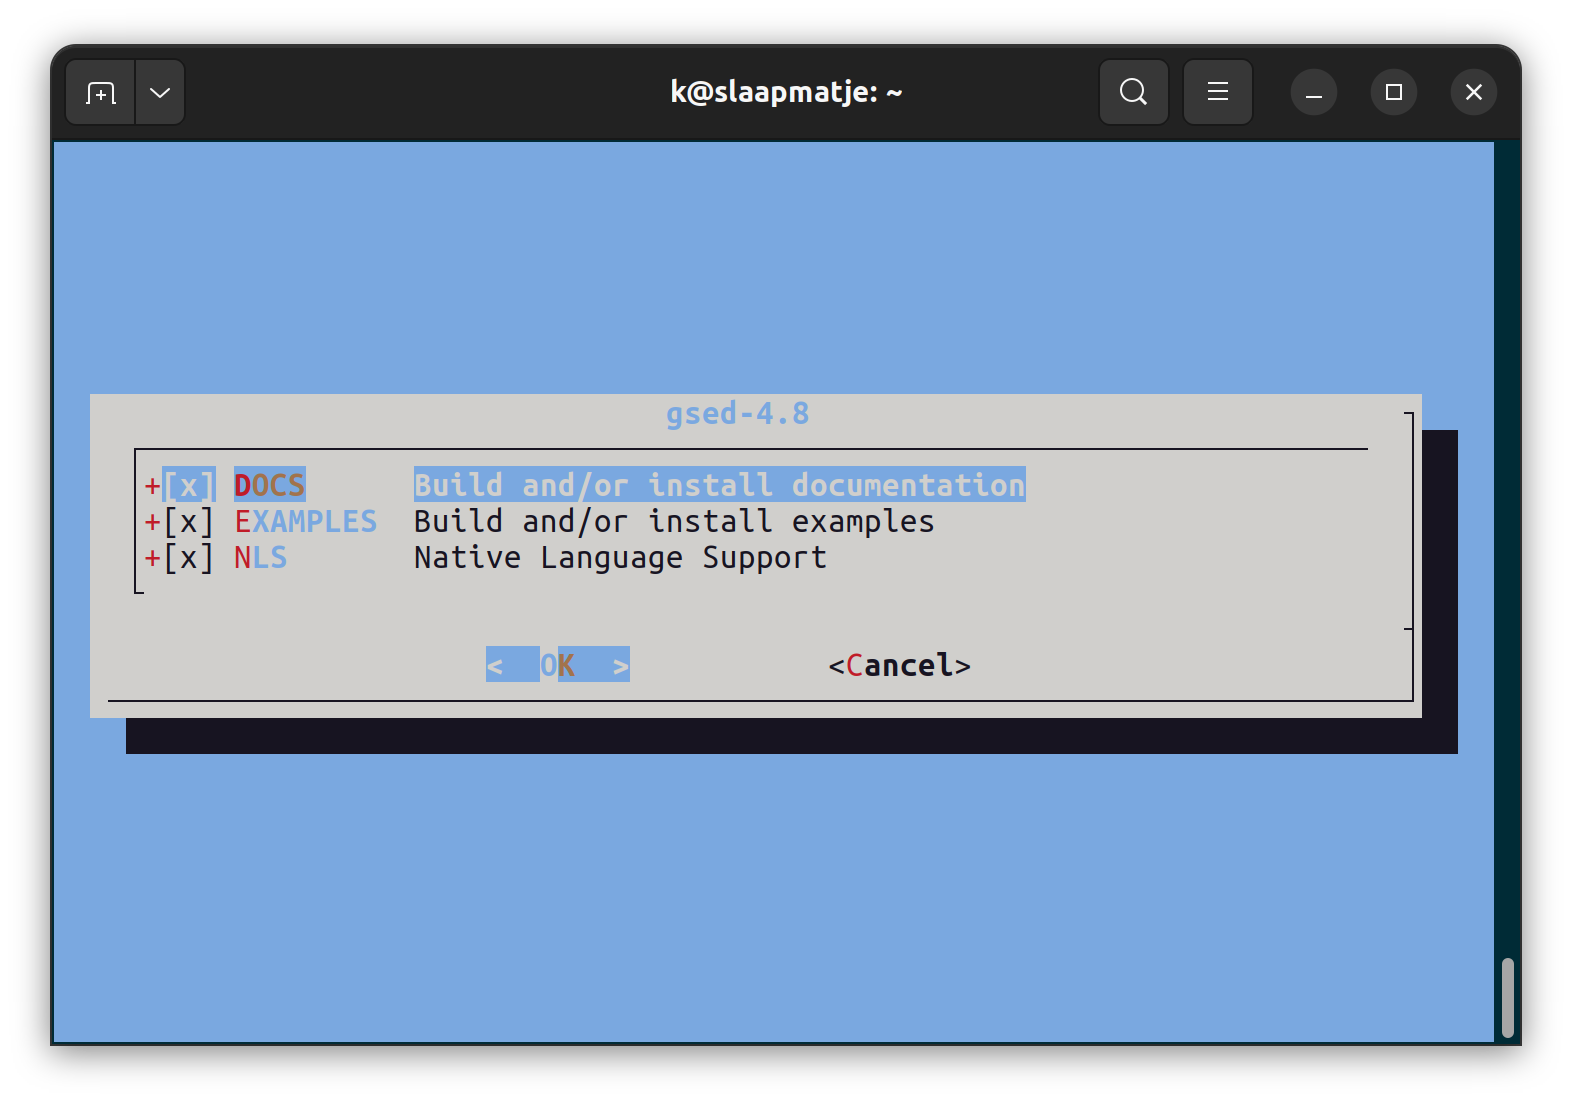 k@slaapmatje: ~
gsed-4.8
+[x] DOCS Build and/or install documentation
+[x] EXAMPLES Build and/or install examples
+[x] NLS Native Language Support
< OK > <Cancel>